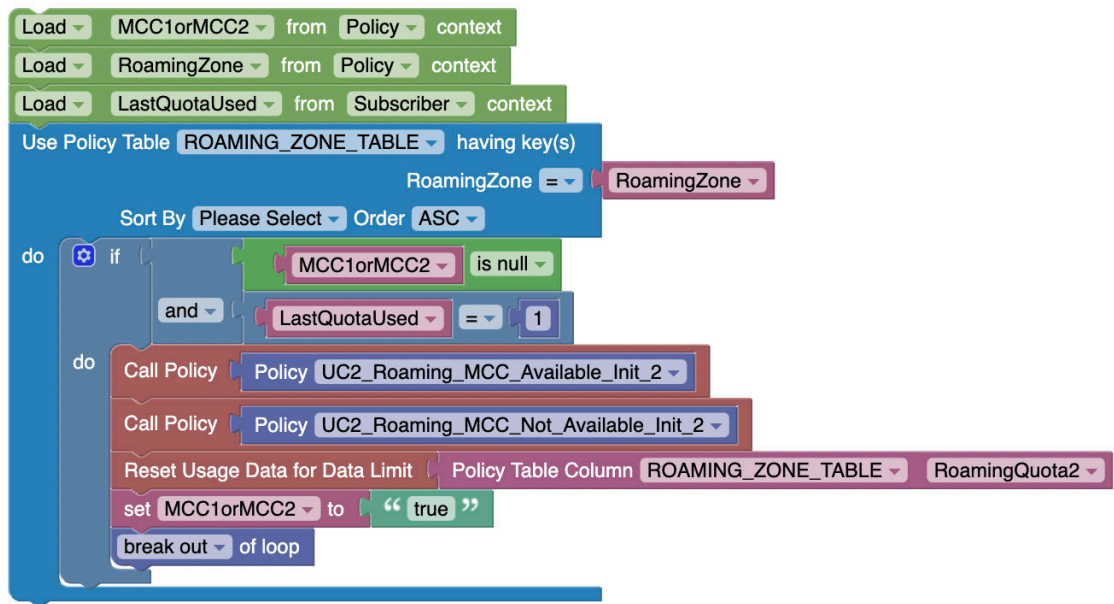 Load MCC1orMCC2 from Policy context
Load RoamingZone from Policy context
Load LastQuotaUsed from Subscriber context
Use Policy Table ROAMING_ZONE_TABLE having key(s)
RoamingZone = RoamingZone
Sort By Please Select Order ASC
do if MCC1orMCC2 is null
and LastQuotaUsed = 1
do Call Policy Policy UC2_Roaming_MCC_Available_Init_2
Call Policy Policy UC2_Roaming_MCC_Not_Available_Init_2
Reset Usage Data for Data Limit Policy Table Column ROAMING_ZONE_TABLE RoamingQuota2
set MCC1orMCC2 to “ true ”
break out of loop